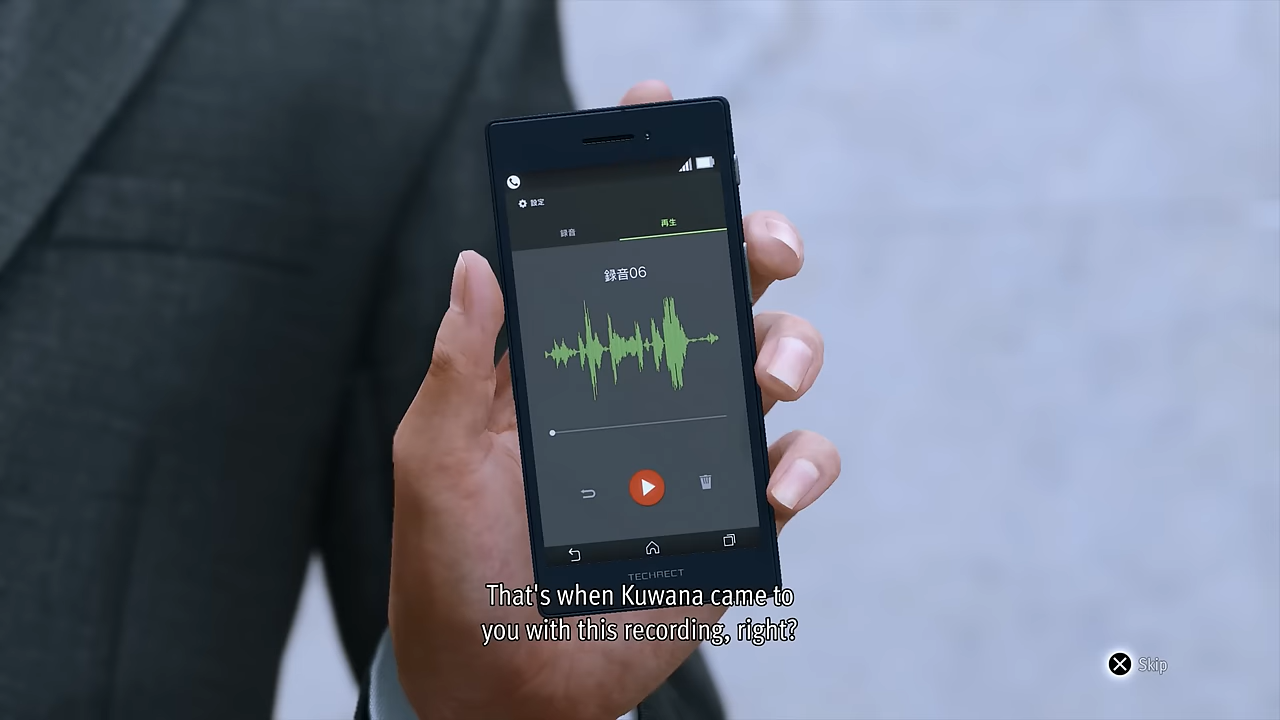 設定
録音
再生
録音06
TECHRECT
That's when Kuwana came to
you with this recording, right?
Skip